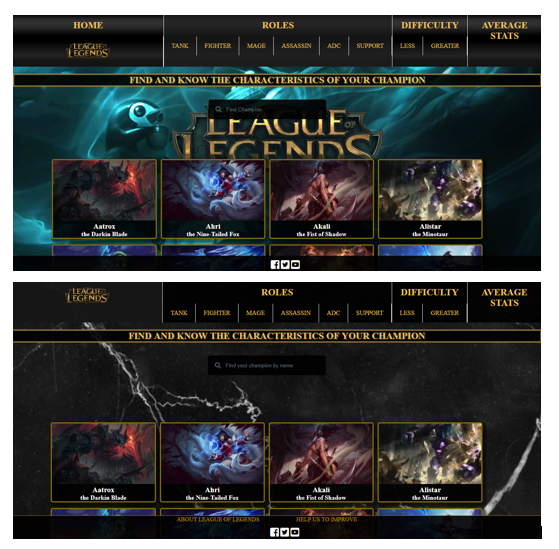 HOME
ROLES
DIFFICULTY
AVERAGE
STATS
LEAGUE
OF
LEGENDS
TANK
FIGHTER
MAGE
ASSASSIN
ADC
SUPPORT
LESS
GREATER
FIND AND KNOW THE CHARACTERISTICS OF YOUR CHAMPION
Find Champion
LEAGUE
OF
LEGENDS
Aatrox
the Darkin Blade
Ahri
the Nine-Tailed Fox
Akali
the Fist of Shadow
Alistar
the Minotaur
LEAGUE
OF
LEGENDS
ROLES
DIFFICULTY
AVERAGE
STATS
TANK
FIGHTER
MAGE
ASSASSIN
ADC
SUPPORT
LESS
GREATER
FIND AND KNOW THE CHARACTERISTICS OF YOUR CHAMPION
Find your champion by name
Aatrox
the Darkin Blade
Ahri
the Nine-Tailed Fox
Akali
the Fist of Shadow
Alistar
the Minotaur
ABOUT LEAGUE OF LEGENDS
HELP US TO IMPROVE